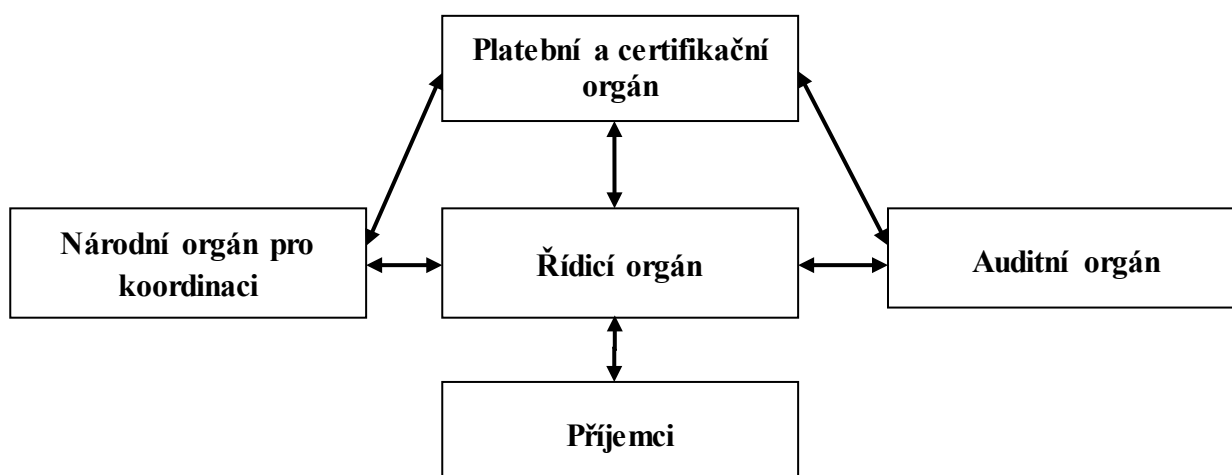 Platební a certifikační
orgán
Národní orgán pro
koordinaci
Řídicí orgán
Auditní orgán
Příjemci